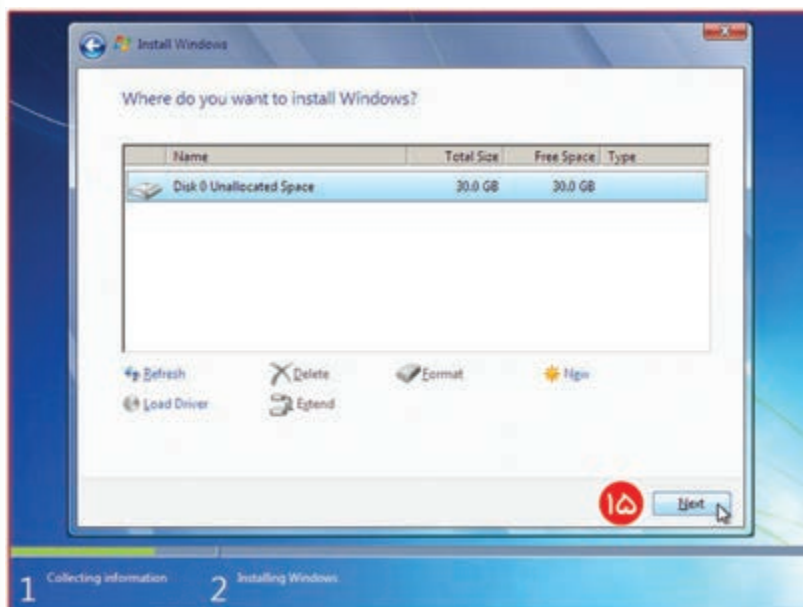 Install Windows
Where do you want to install Windows?
Name Total Size Free Space Type
Disk 0 Unallocated Space 30.0 GB 30.0 GB
Refresh Delete Format New
Load Driver Extend
۱۵ Next
1 Collecting information 2 Installing Windows